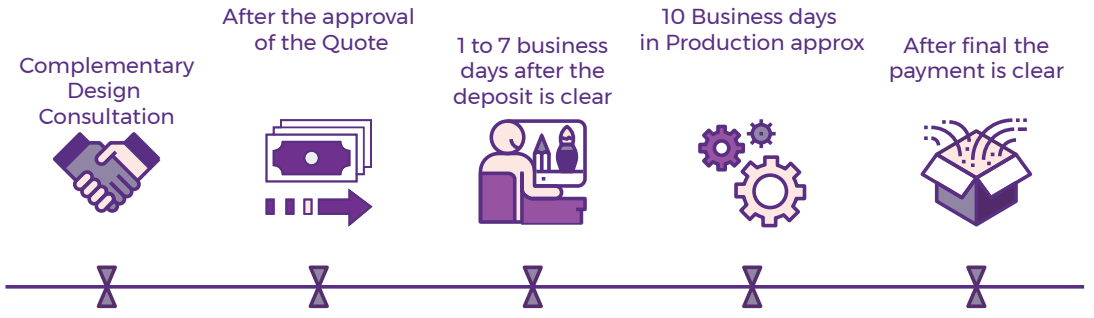 Complementary
Design
Consultation
After the approval
of the Quote
1 to 7 business
days after the
deposit is clear
10 Business days
in Production approx
After final the
payment is clear